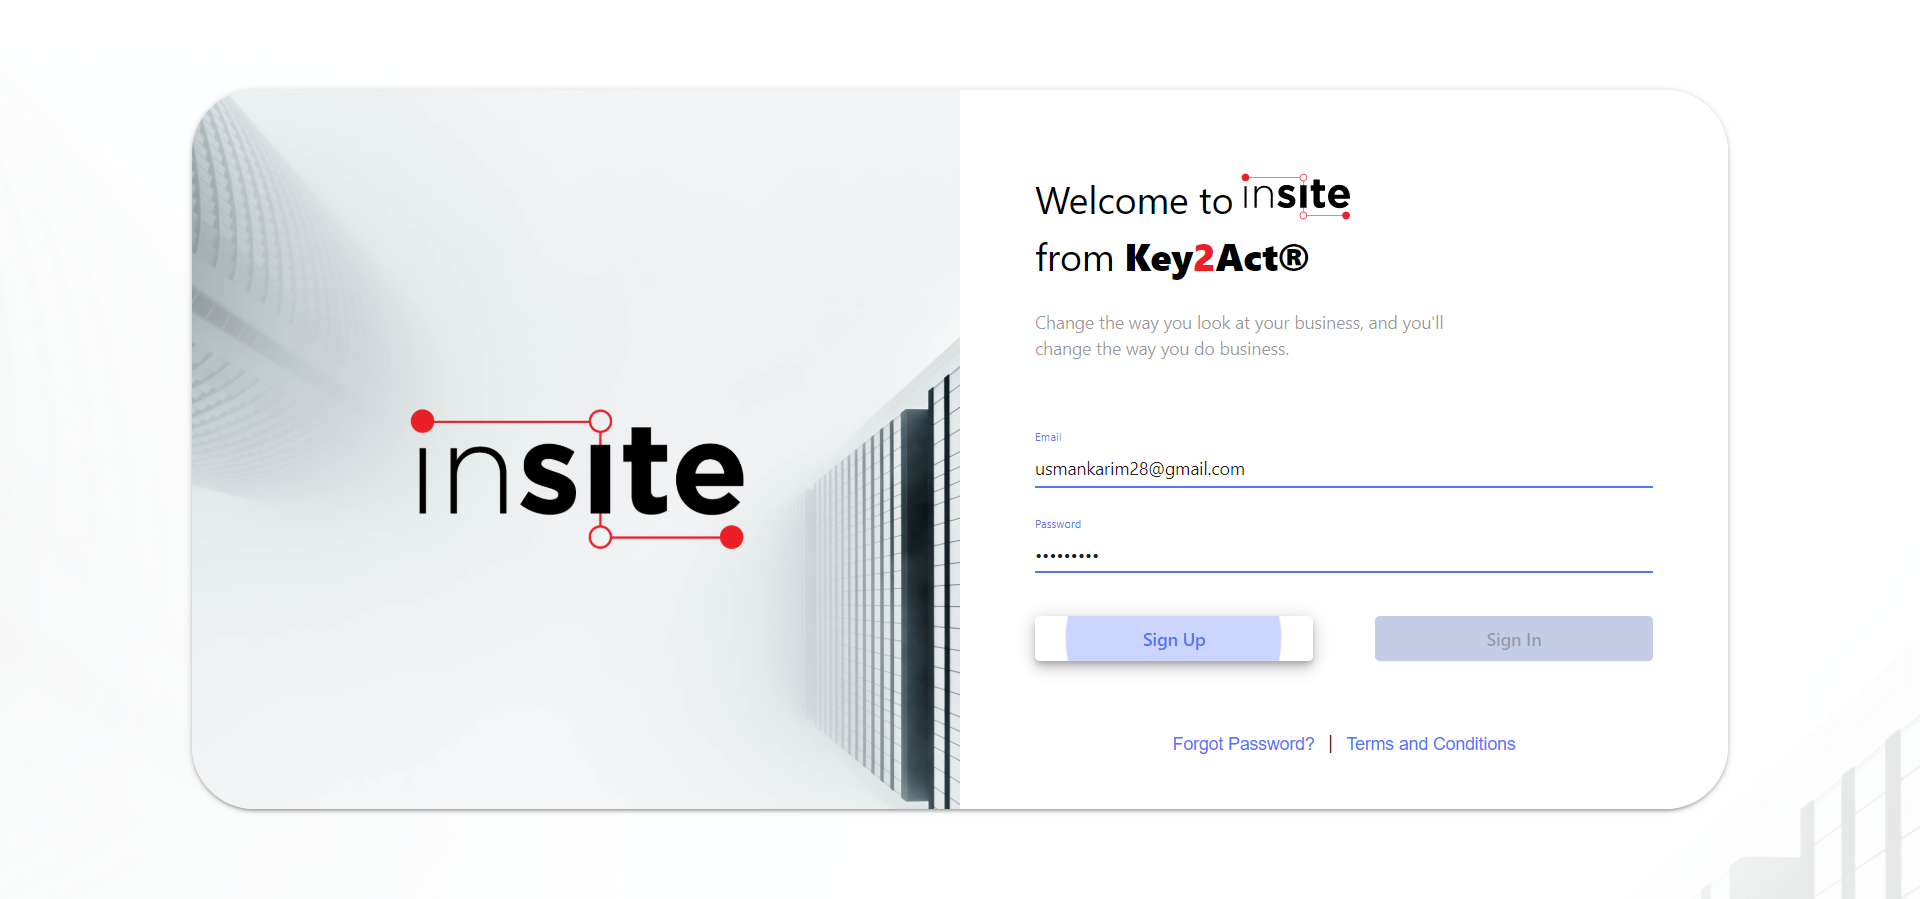 insite
Welcome to insite
from Key2Act®
Change the way you look at your business, and you'll
change the way you do business.
Email
usmankarim28@gmail.com
Password
•••••••••
Sign Up
Sign In
Forgot Password? | Terms and Conditions